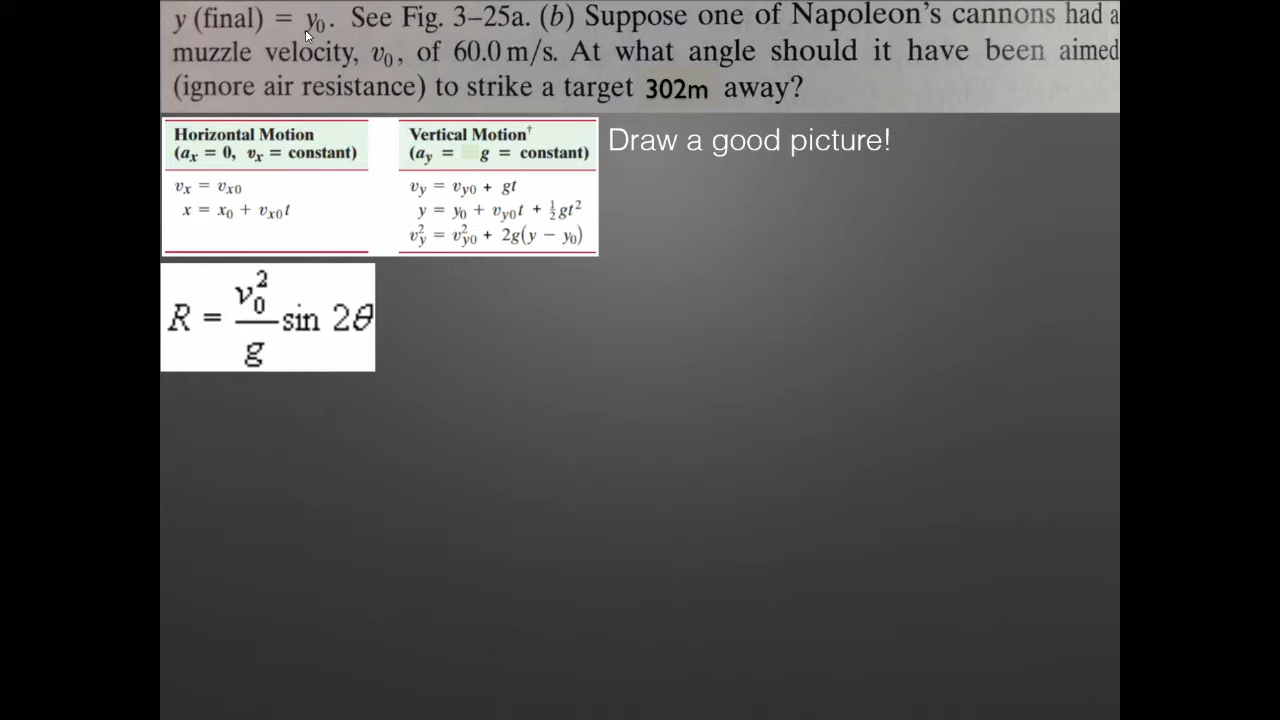 y (final) = y₀. See Fig. 3–25a. (b) Suppose one of Napoleon's cannons had a
muzzle velocity, v₀, of 60.0 m/s. At what angle should it have been aimed
(ignore air resistance) to strike a target 302m away?
Draw a good picture!
Horizontal Motion
(aₓ = 0, vₓ = constant)
vₓ = vₓ₀
x = x₀ + vₓ₀t
Vertical Motion†
(a_y = g = constant)
v_y = v_y0 + gt
y = y₀ + v_y0 t + ½gt²
v_y² = v_y0² + 2g(y − y₀)
R = v₀²/g sin 2θ